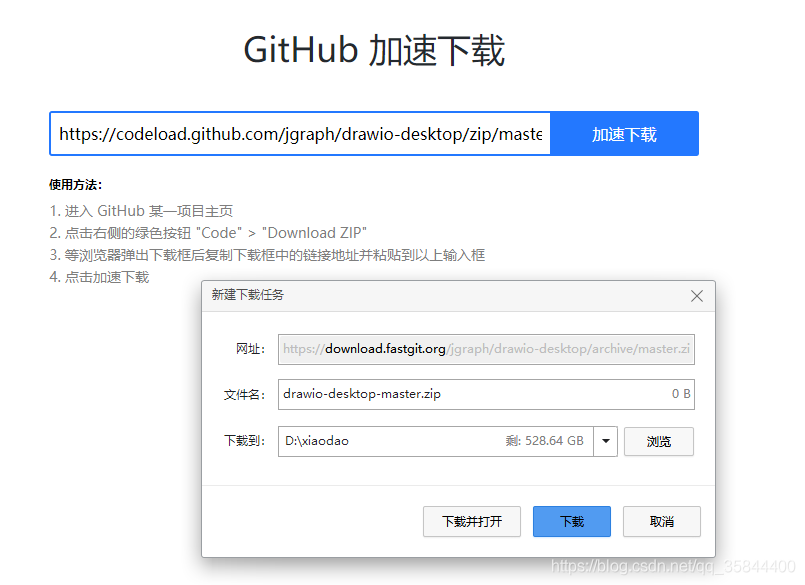 GitHub 加速下载
https://codeload.github.com/jgraph/drawio-desktop/zip/maste
加速下载
使用方法：
1. 进入 GitHub 某一项目主页
2. 点击右侧的绿色按钮 "Code" > "Download ZIP"
3. 等浏览器弹出下载框后复制下载框中的链接地址并粘贴到以上输入框
4. 点击加速下载
新建下载任务
网址： https://download.fastgit.org/jgraph/drawio-desktop/archive/master.zi
文件名： drawio-desktop-master.zip 0 B
下载到： D:\xiaodao 剩: 528.64 GB 浏览
下载并打开 下载 取消
https://blog.csdn.net/qq_35844400